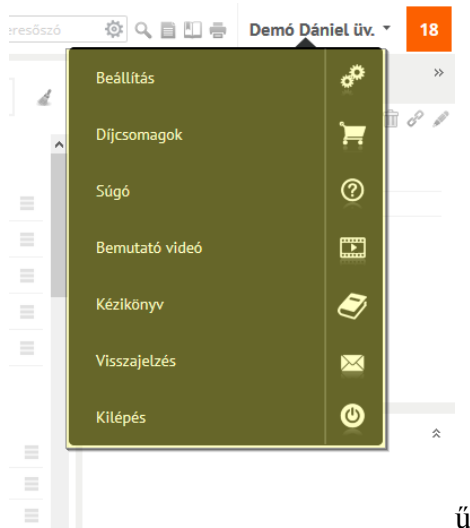 eresőszó Demó Dániel üv. 18
Beállítás
Díjcsomagok
Súgó
Bemutató videó
Kézikönyv
Visszajelzés
Kilépés
ű